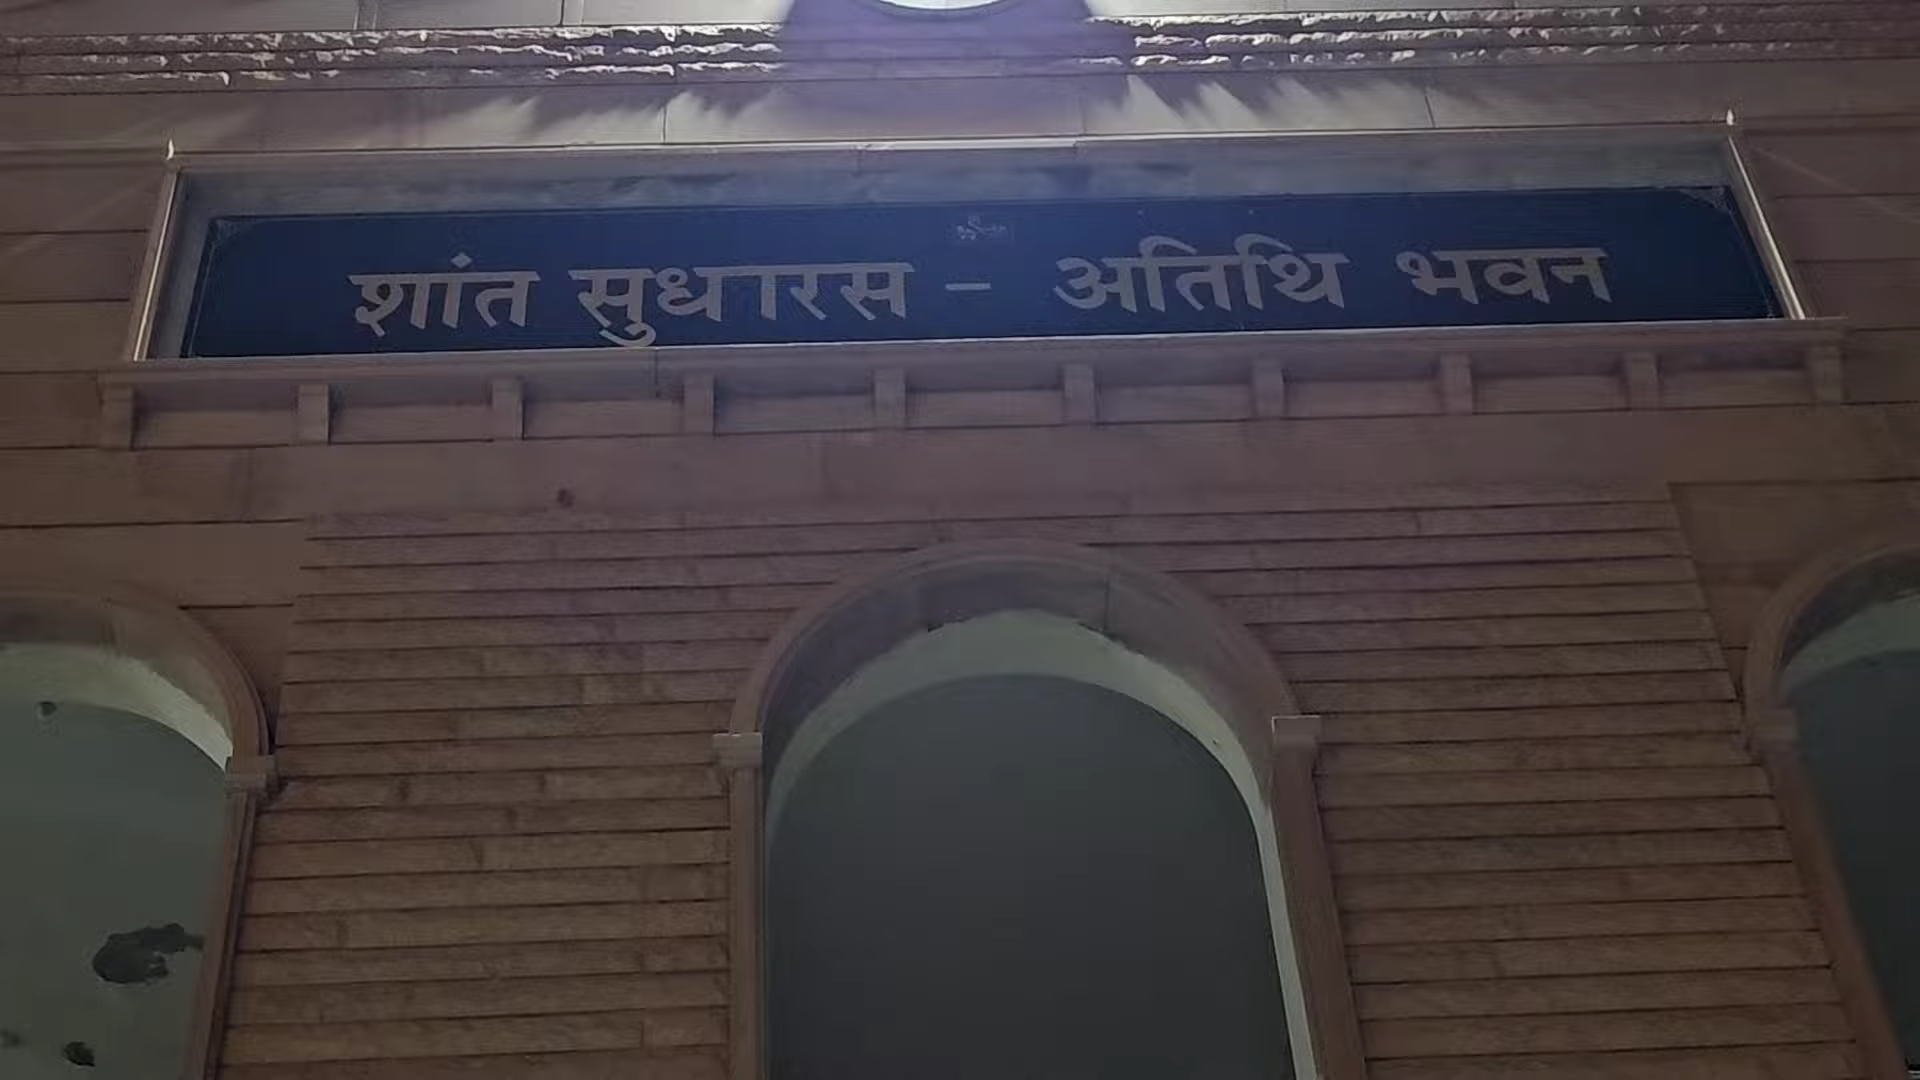 शांत सुधारस – अतिथि भवन